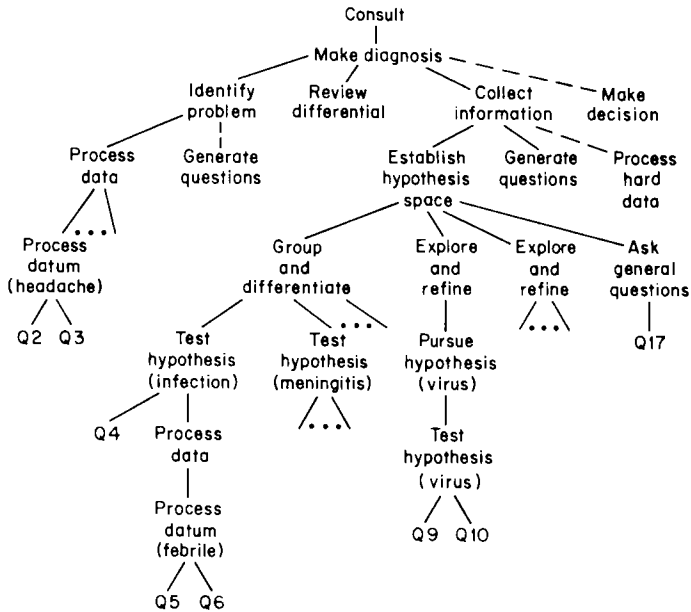 Consult
Make diagnosis
Identify
problem
Review
differential
Collect
information
Make
decision
Process
data
Generate
questions
Establish
hypothesis
space
Generate
questions
Process
hard
data
Process
datum
(headache)
Group
and
differentiate
Explore
and
refine
Explore
and
refine
Ask
general
questions
Q2 Q3
Test
hypothesis
(infection)
Test
hypothesis
(meningitis)
Pursue
hypothesis
(virus)
Q17
Q4
Process
data
Test
hypothesis
(virus)
Process
datum
(febrile)
Q9 Q10
Q5 Q6